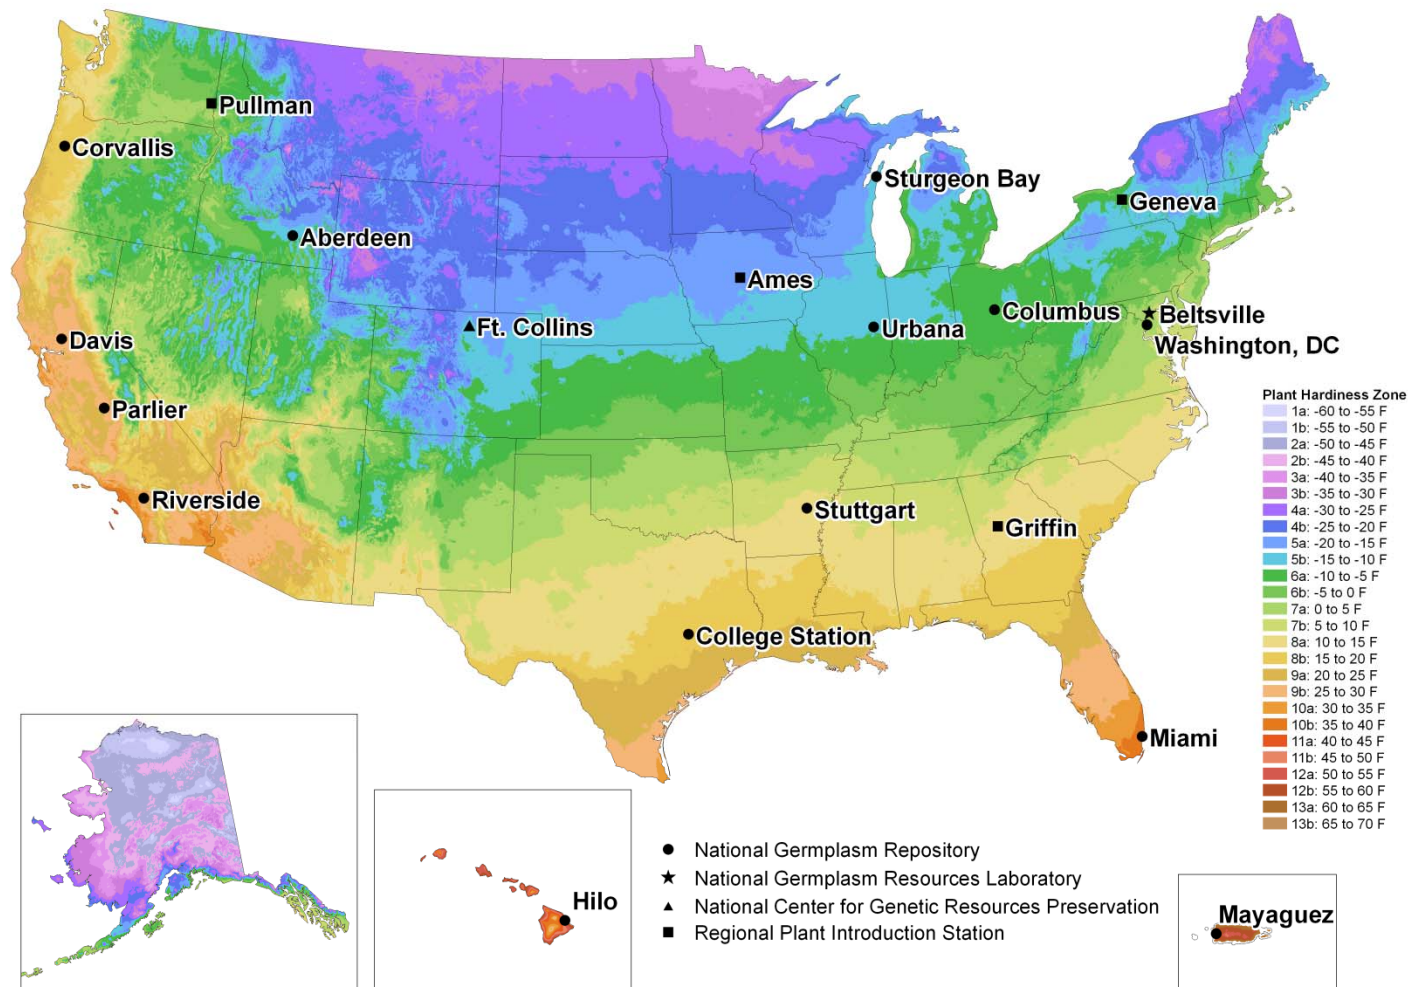 Pullman
Corvallis
Sturgeon Bay
Geneva
Aberdeen
Ames
Ft. Collins
Urbana
Columbus
Beltsville
Washington, DC
Davis
Parlier
Riverside
Stuttgart
Griffin
College Station
Miami
Plant Hardiness Zone
1a: -60 to -55 F
1b: -55 to -50 F
2a: -50 to -45 F
2b: -45 to -40 F
3a: -40 to -35 F
3b: -35 to -30 F
4a: -30 to -25 F
4b: -25 to -20 F
5a: -20 to -15 F
5b: -15 to -10 F
6a: -10 to -5 F
6b: -5 to 0 F
7a: 0 to 5 F
7b: 5 to 10 F
8a: 10 to 15 F
8b: 15 to 20 F
9a: 20 to 25 F
9b: 25 to 30 F
10a: 30 to 35 F
10b: 35 to 40 F
11a: 40 to 45 F
11b: 45 to 50 F
12a: 50 to 55 F
12b: 55 to 60 F
13a: 60 to 65 F
13b: 65 to 70 F
Hilo
National Germplasm Repository
National Germplasm Resources Laboratory
National Center for Genetic Resources Preservation
Regional Plant Introduction Station
Mayaguez